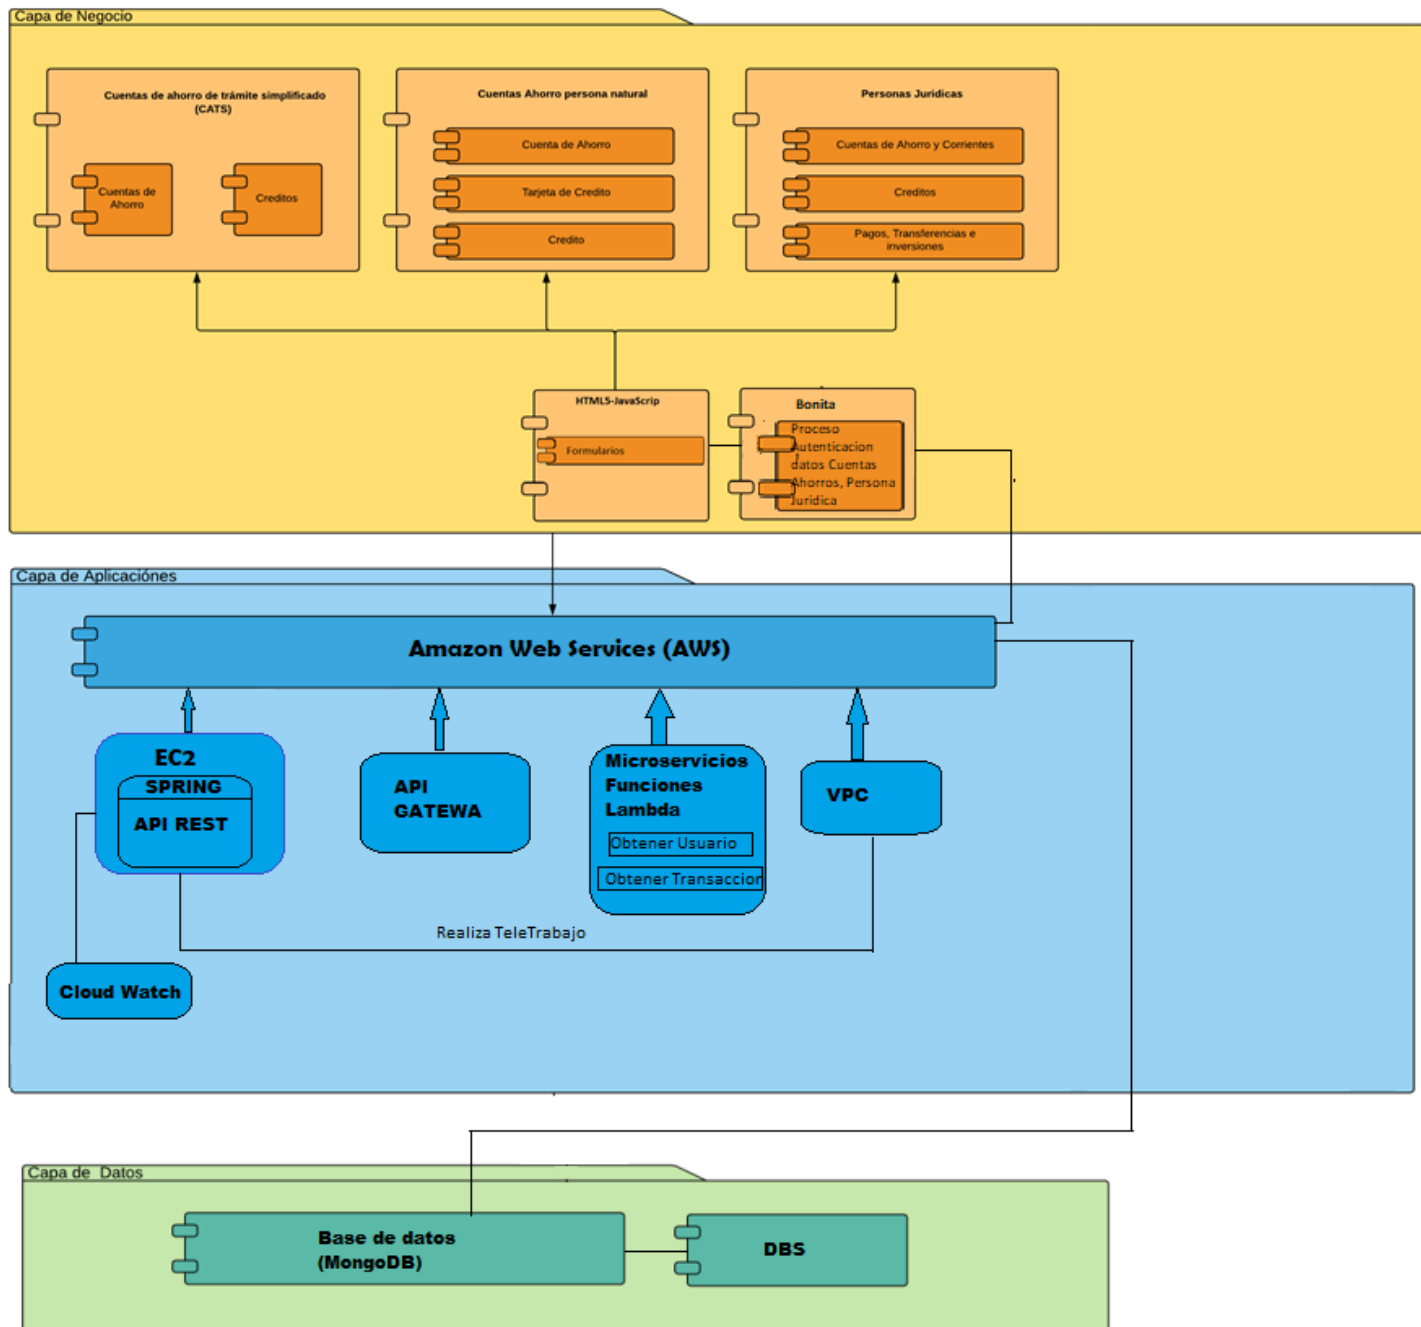 Capa de Negocio
Cuentas de ahorro de trámite simplificado
(CATS)
Cuentas de
Ahorro
Creditos
Cuentas Ahorro persona natural
Cuenta de Ahorro
Tarjeta de Credito
Credito
Personas Juridicas
Cuentas de Ahorro y Corrientes
Creditos
Pagos, Transferencias e
inversiones
HTML5-JavaScrip
Formularios
Bonita
Proceso
Autenticacion
datos Cuentas
Ahorros, Persona
Juridica
Capa de Aplicaciónes
Amazon Web Services (AWS)
EC2
SPRING
API REST
API
GATEWA
Microservicios
Funciones
Lambda
Obtener Usuario
Obtener Transaccion
VPC
Realiza TeleTrabajo
Cloud Watch
Capa de  Datos
Base de datos
(MongoDB)
DBS